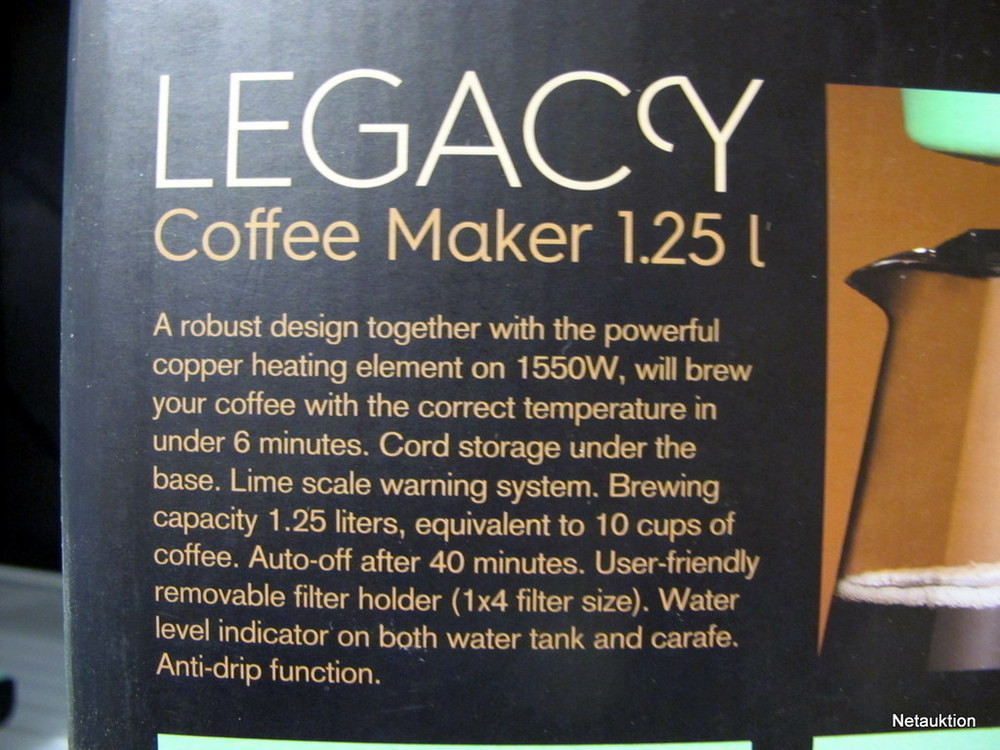 LEGACY
Coffee Maker 1.25 l
A robust design together with the powerful
copper heating element on 1550W, will brew
your coffee with the correct temperature in
under 6 minutes. Cord storage under the
base. Lime scale warning system. Brewing
capacity 1.25 liters, equivalent to 10 cups of
coffee. Auto-off after 40 minutes. User-friendly
removable filter holder (1x4 filter size). Water
level indicator on both water tank and carafe.
Anti-drip function.
Netauktion